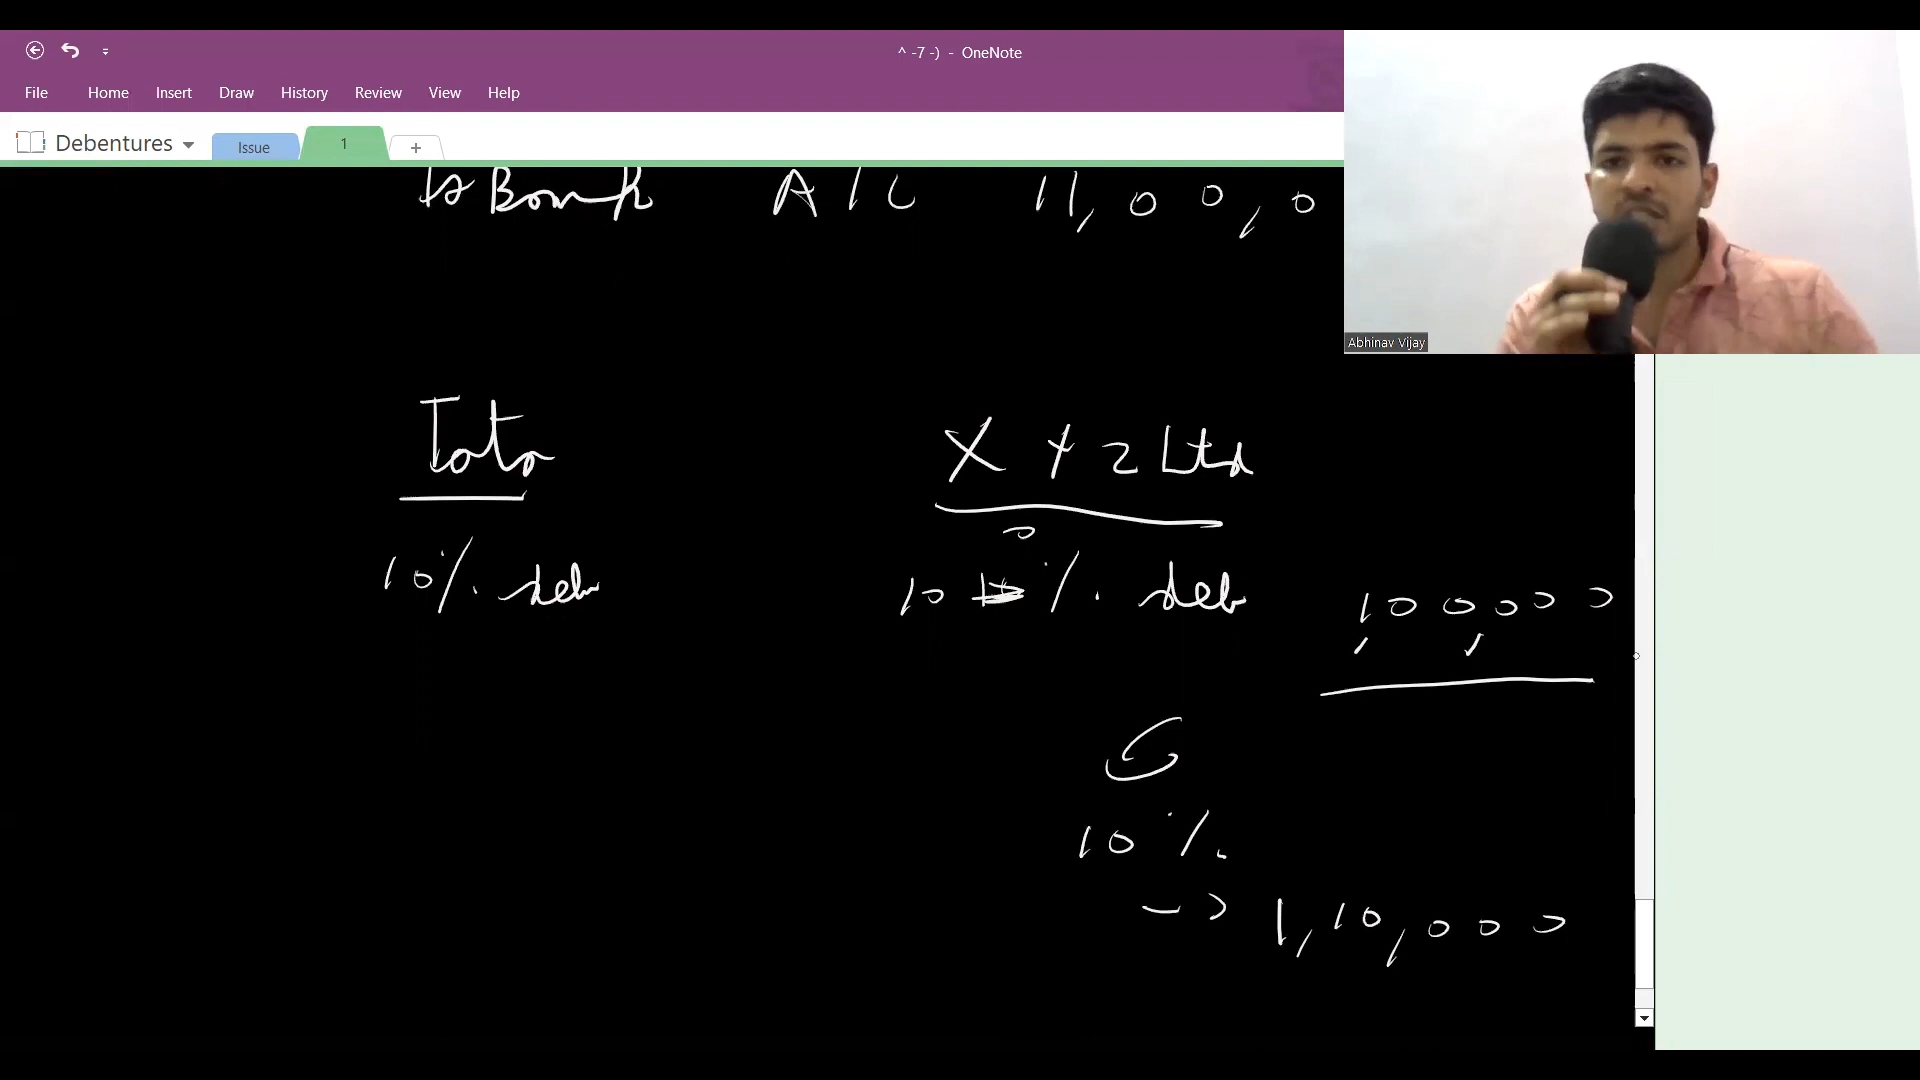 ^ -7 -) - OneNote
File Home Insert Draw History Review View Help
Debentures Issue 1 +
Abhinav Vijay
to Bank A/C 11,00,0
Tata X Y Z Ltd
10% deb 10 % deb 1,00,000
10%
-> 1,10,000